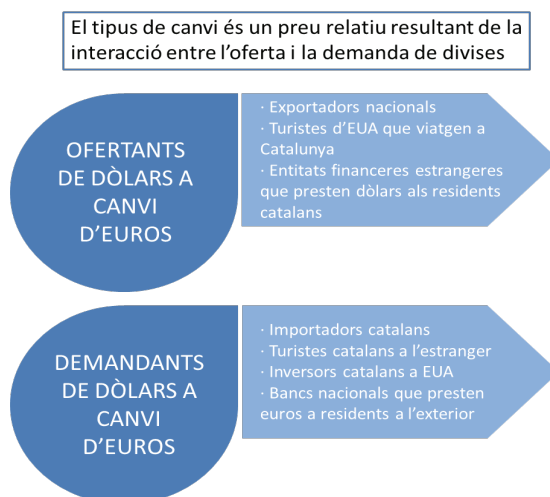 El tipus de canvi és un preu relatiu resultant de la
interacció entre l'oferta i la demanda de divises
OFERTANTS
DE DÒLARS A
CANVI
D'EUROS
· Exportadors nacionals
· Turistes d'EUA que viatgen a
Catalunya
· Entitats financeres estrangeres
que presten dòlars als residents
catalans
DEMANDANTS
DE DÒLARS A
CANVI
D'EUROS
· Importadors catalans
· Turistes catalans a l'estranger
· Inversors catalans a EUA
· Bancs nacionals que presten
euros a residents a l'exterior